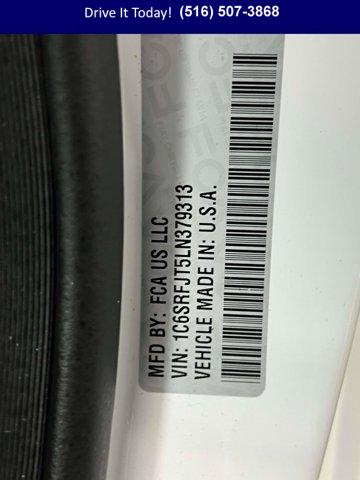 Drive It Today! (516) 507-3868
MFD BY: FCA US LLC
VIN: 1C6SRFJT5LN379313
VEHICLE MADE IN: U.S.A.